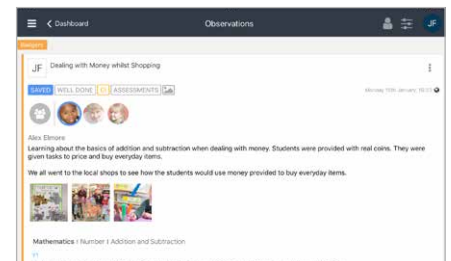 Dashboard
Observations
JF
JF
Dealing with Money whilst Shopping
SAVED WELL DONE ASSESSMENTS
Alex Elmore
Learning about the basics of addition and subtraction when dealing with money. Students were provided with real coins. They were
given tasks to price and buy everyday items.
We all went to the local shops to see how the students would use money provided to buy everyday items.
Mathematics | Number | Addition and Subtraction